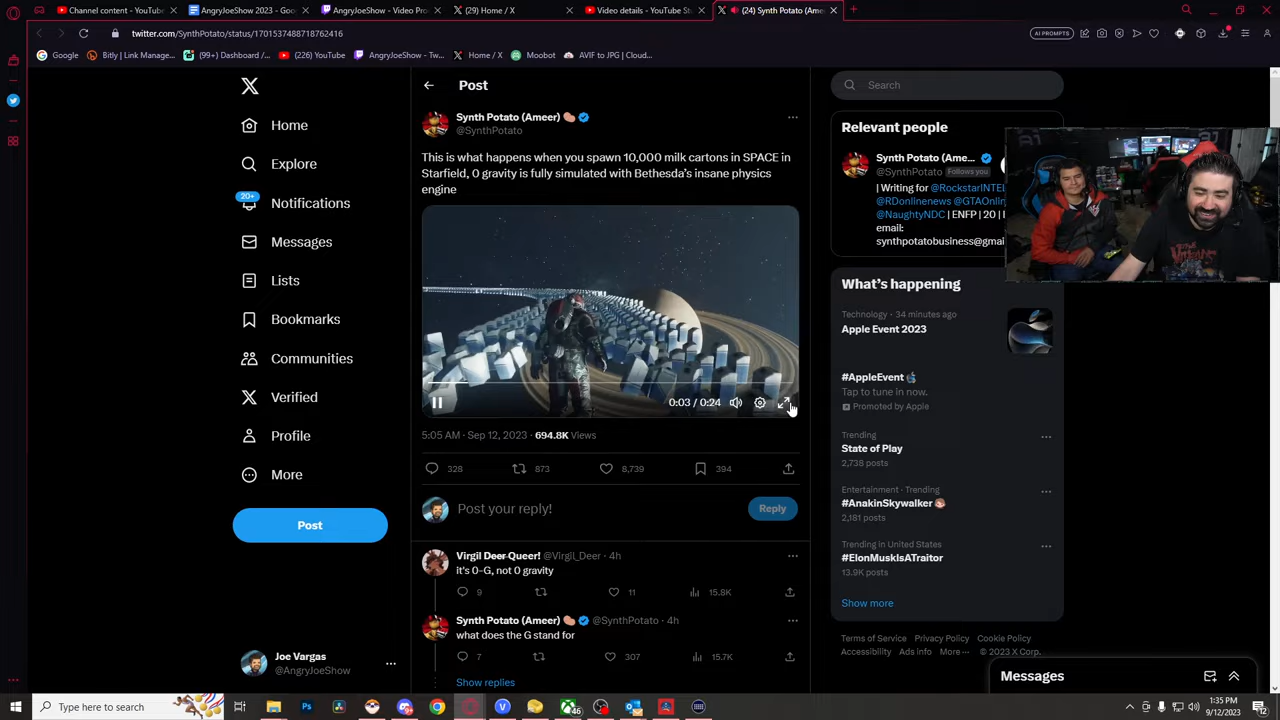 Channel content - YouTube
AngryJoeShow 2023 - Goo
AngryJoeShow - Video Pro
(29) Home / X
Video details - YouTube St
(24) Synth Potato (Ame
twitter.com/SynthPotato/status/1701537488718762416
AI PROMPTS
Google
Bitly | Link Manage...
(99+) Dashboard /...
(226) YouTube
AngryJoeShow - Tw...
Home / X
Moobot
AVIF to JPG | Cloud...
Home
Explore
20+
Notifications
Messages
Lists
Bookmarks
Communities
Verified
Profile
More
Post
Joe Vargas
@AngryJoeShow
Post
Synth Potato (Ameer)
@SynthPotato
This is what happens when you spawn 10,000 milk cartons in SPACE in
Starfield, 0 gravity is fully simulated with Bethesda's insane physics
engine
0:03 / 0:24
5:05 AM · Sep 12, 2023 · 694.8K Views
328
873
8,739
394
Post your reply!
Reply
Virgil Deer Queer! @Virgil_Deer · 4h
it's 0-G, not 0 gravity
9
11
15.8K
Synth Potato (Ameer) @SynthPotato · 4h
what does the G stand for
7
307
15.7K
Show replies
Search
Relevant people
Synth Potato (Ame...
@SynthPotato Follows you
| Writing for @RockstarINTEL
@RDonlinenews @GTAOnlin
@NaughtyNDC | ENFP | 20 |
email:
synthpotatobusiness@gmai
What's happening
Technology · 34 minutes ago
Apple Event 2023
#AppleEvent
Tap to tune in now.
Promoted by Apple
Trending
State of Play
2,738 posts
Entertainment · Trending
#AnakinSkywalker
2,181 posts
Trending in United States
#ElonMuskIsATraitor
13.9K posts
Show more
Terms of Service Privacy Policy Cookie Policy
Accessibility Ads info More ··· © 2023 X Corp.
Messages
Type here to search
45
1:35 PM
9/12/2023